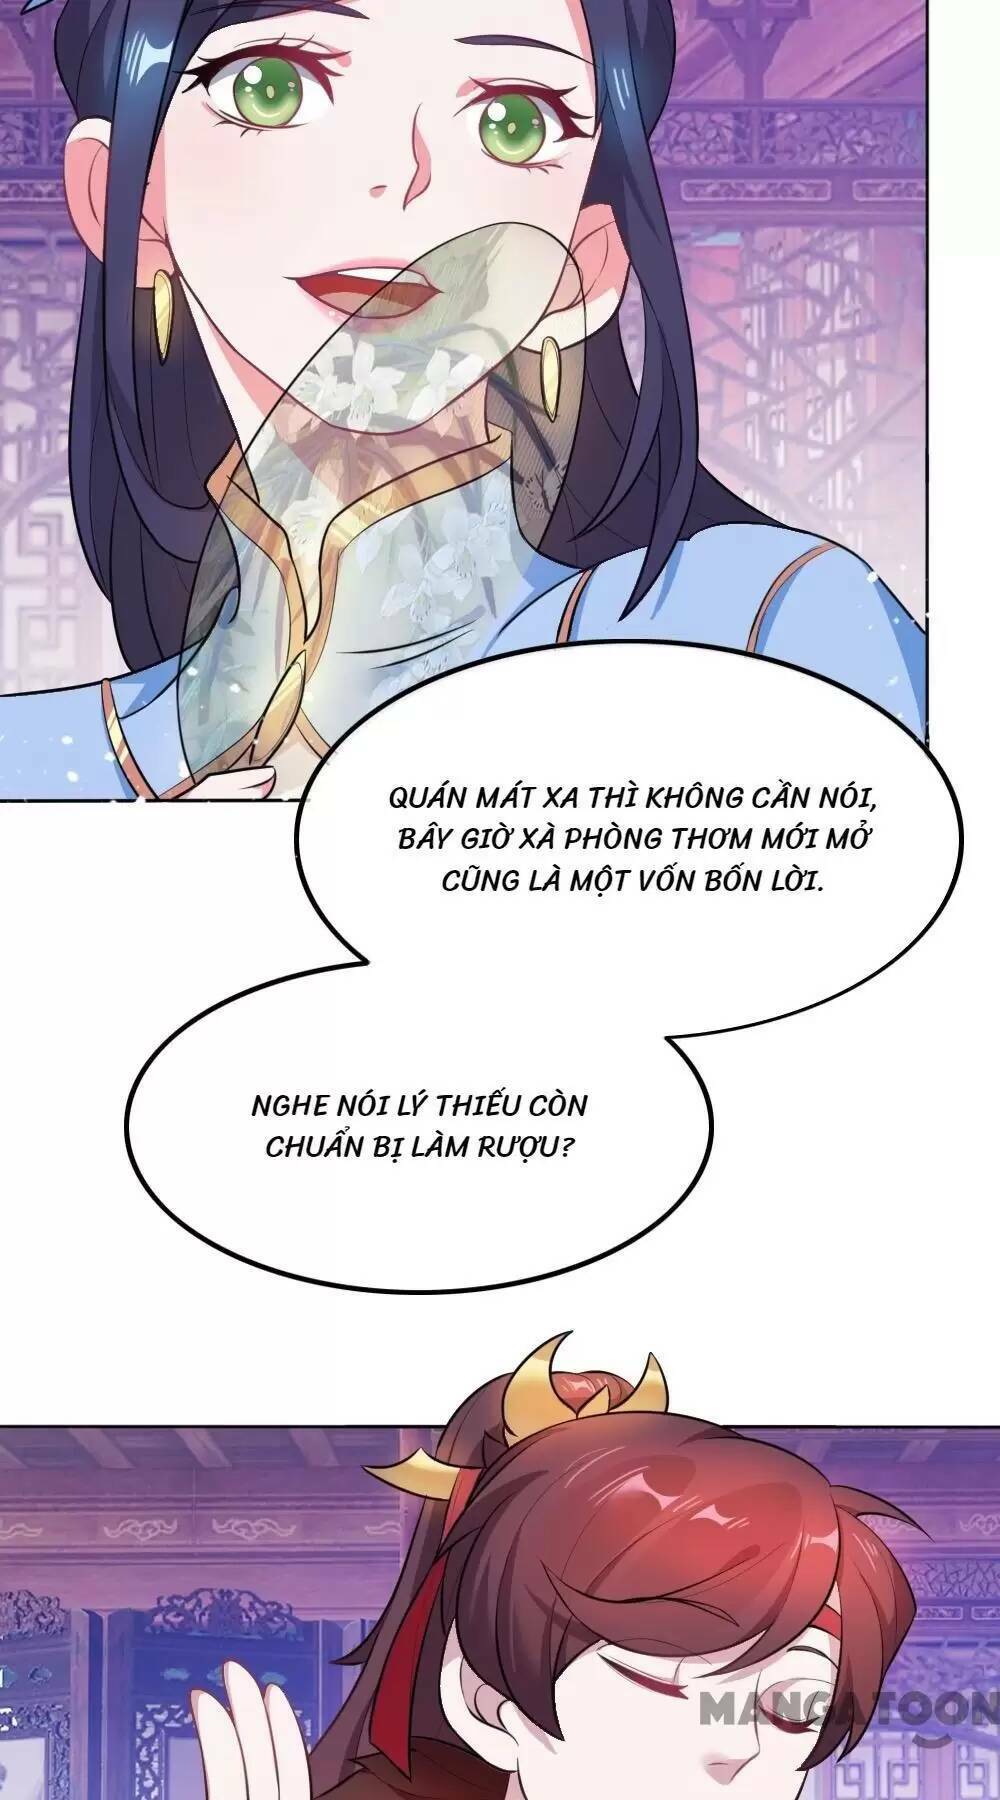 QUÁN MÁT XA THÌ KHÔNG CẦN NÓI,
BÂY GIỜ XÀ PHÒNG THƠM MỚI MỞ
CŨNG LÀ MỘT VỐN BỐN LỜI.
NGHE NÓI LÝ THIẾU CÒN
CHUẨN BỊ LÀM RƯỢU?
MANGATOON